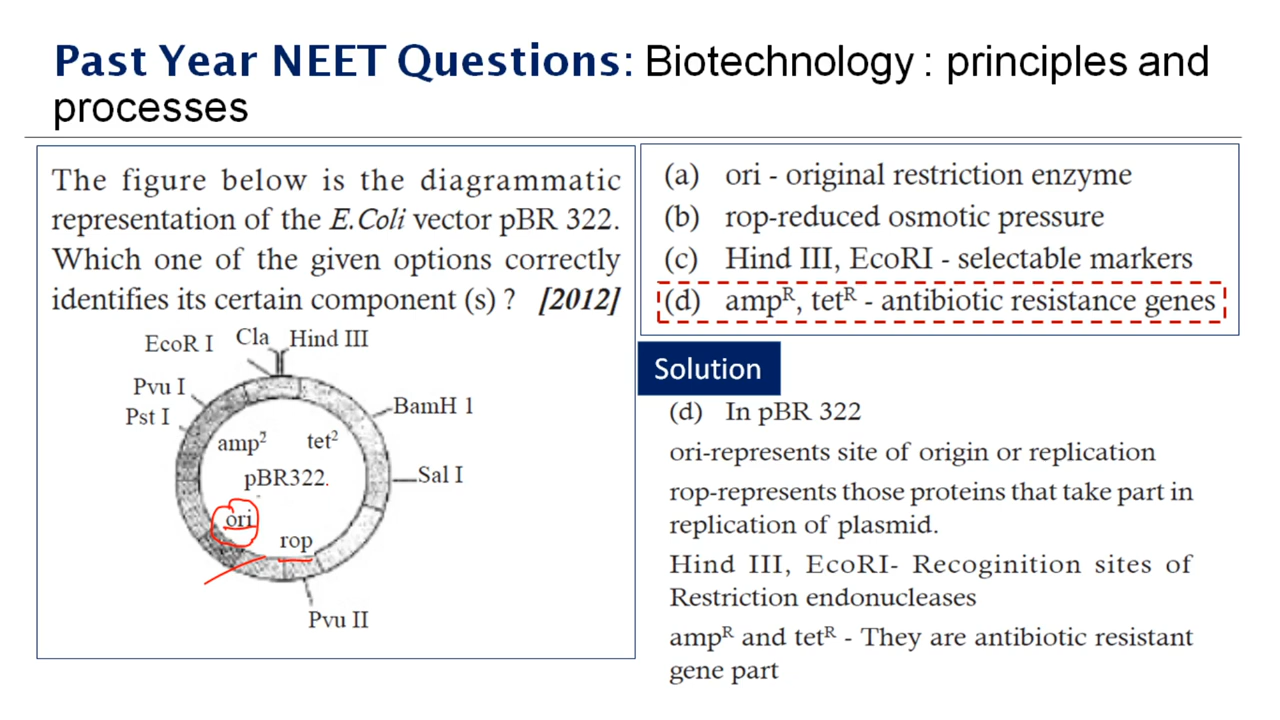 Past Year NEET Questions: Biotechnology : principles and
processes
The figure below is the diagrammatic
representation of the E.Coli vector pBR 322.
Which one of the given options correctly
identifies its certain component (s) ? [2012]
EcoR I
Cla
Hind III
Pvu I
Pst I
BamH 1
amp²
tet²
pBR322.
Sal I
ori
rop
Pvu II
(a) ori - original restriction enzyme
(b) rop-reduced osmotic pressure
(c) Hind III, EcoRI - selectable markers
(d) ampᴿ, tetᴿ - antibiotic resistance genes
Solution
(d) In pBR 322
ori-represents site of origin or replication
rop-represents those proteins that take part in
replication of plasmid.
Hind III, EcoRI- Recoginition sites of
Restriction endonucleases
ampᴿ and tetᴿ - They are antibiotic resistant
gene part